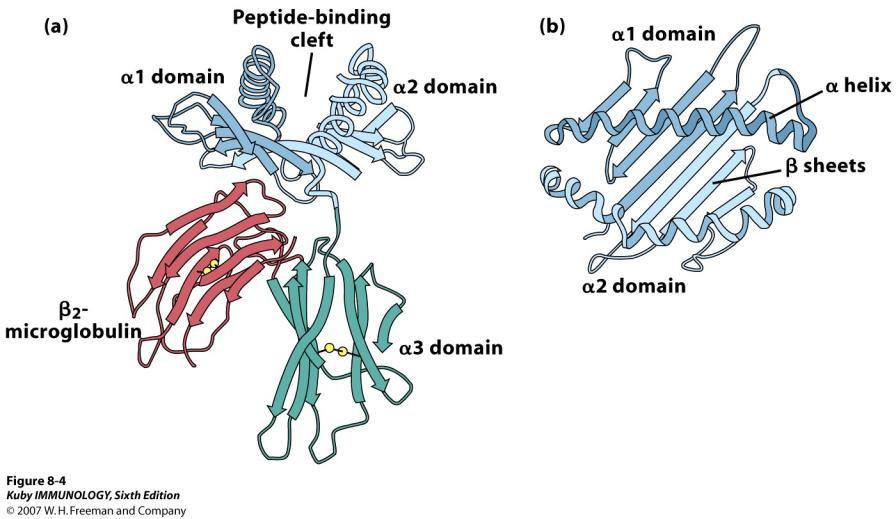 (a)
Peptide-binding
cleft
α1 domain
α2 domain
β2-
microglobulin
α3 domain
(b)
α1 domain
α helix
β sheets
α2 domain
Figure 8-4
Kuby IMMUNOLOGY, Sixth Edition
© 2007 W. H. Freeman and Company